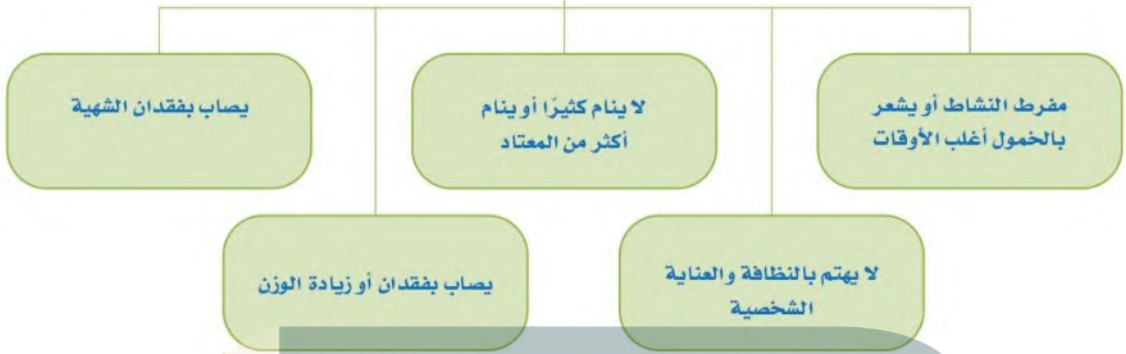 مفرط النشاط أو يشعر
بالخمول أغلب الأوقات
لا ينام كثيرًا أو ينام
أكثر من المعتاد
يصاب بفقدان الشهية
لا يهتم بالنظافة والعناية
الشخصية
يصاب بفقدان أو زيادة الوزن